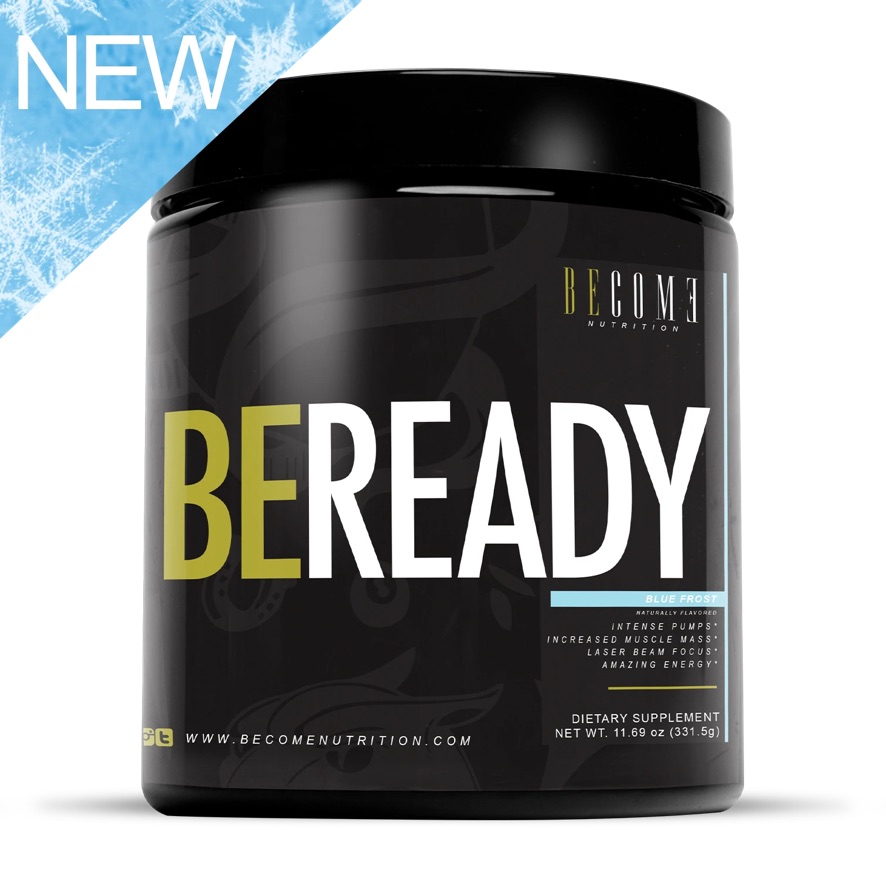 NEW
BECOME
NUTRITION
BEREADY
BLUE FROST
NATURALLY FLAVORED
INTENSE PUMPS*
INCREASED MUSCLE MASS*
LASER BEAM FOCUS*
AMAZING ENERGY*
DIETARY SUPPLEMENT
NET WT. 11.69 oz (331.5g)
WWW.BECOMENUTRITION.COM